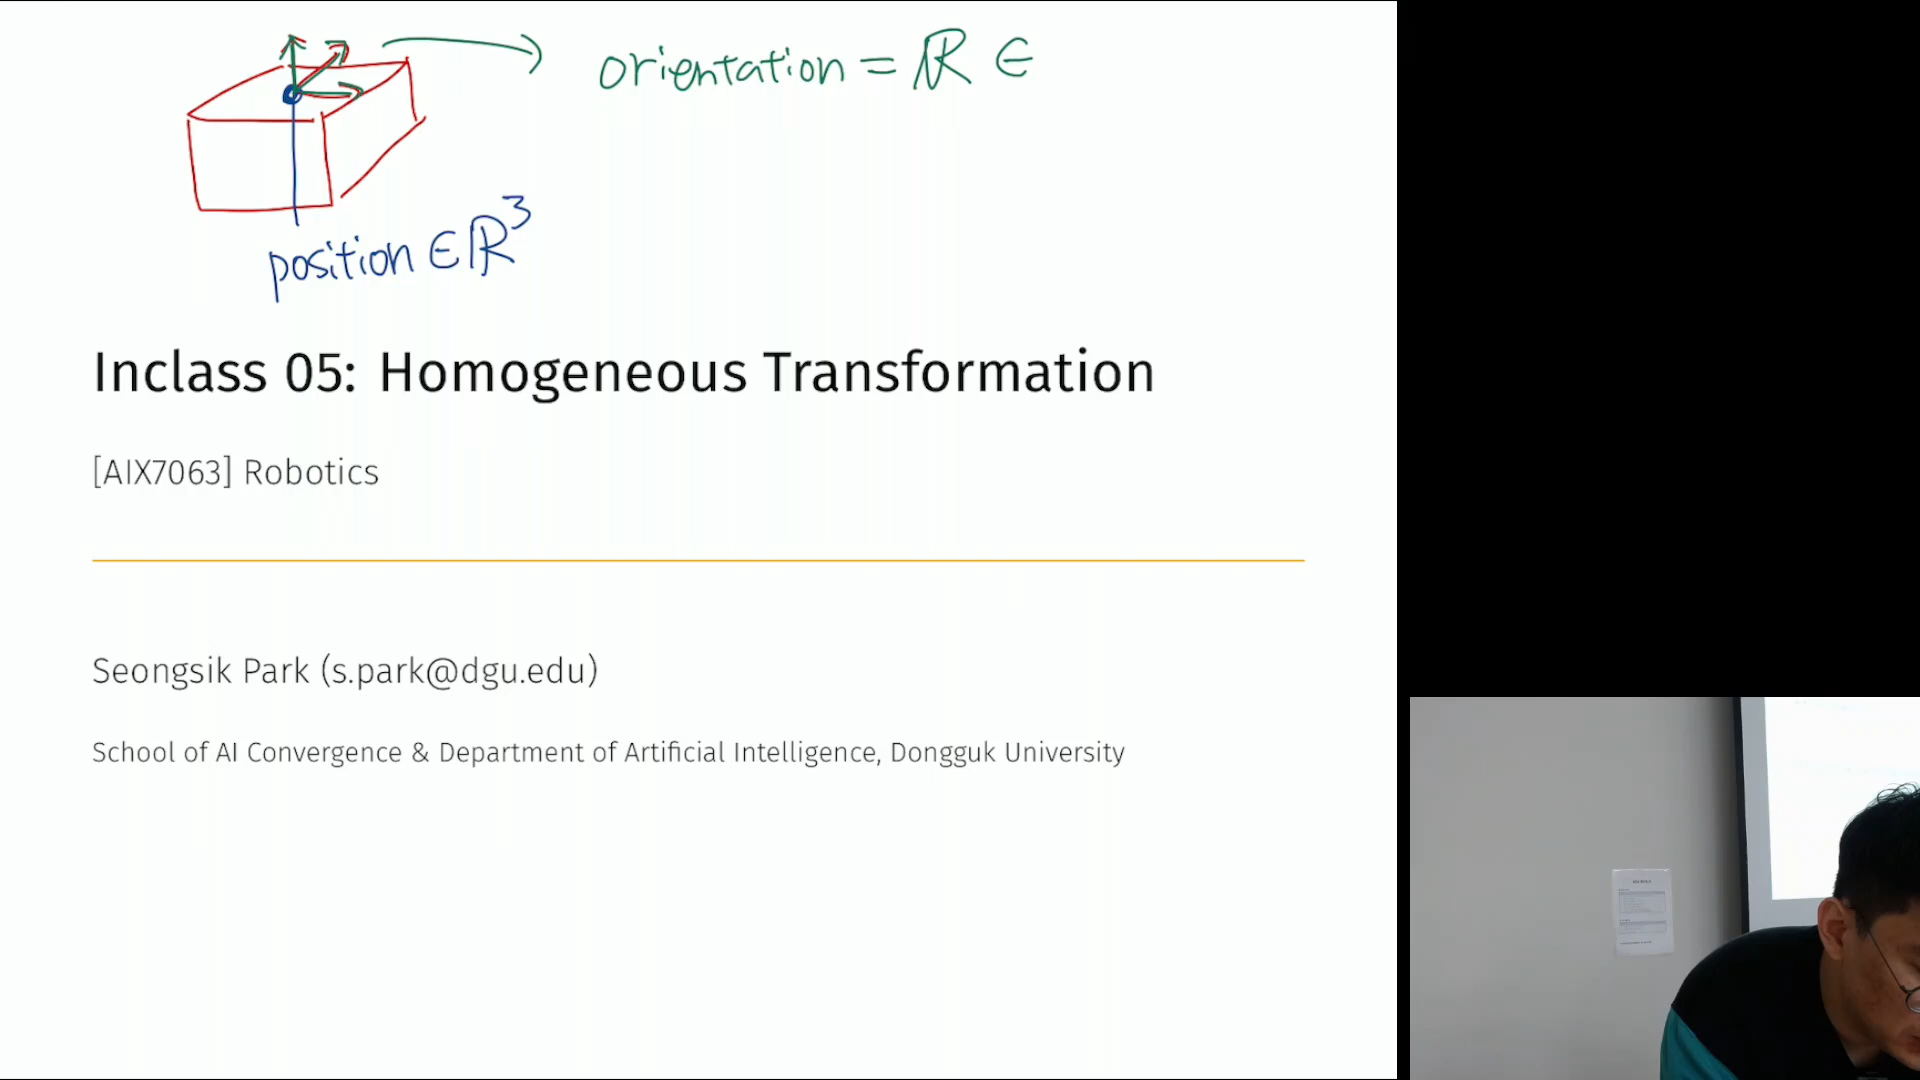 orientation = ℝ ∈
position ∈ ℝ³
Inclass 05: Homogeneous Transformation
[AIX7063] Robotics
Seongsik Park (s.park@dgu.edu)
School of AI Convergence & Department of Artificial Intelligence, Dongguk University